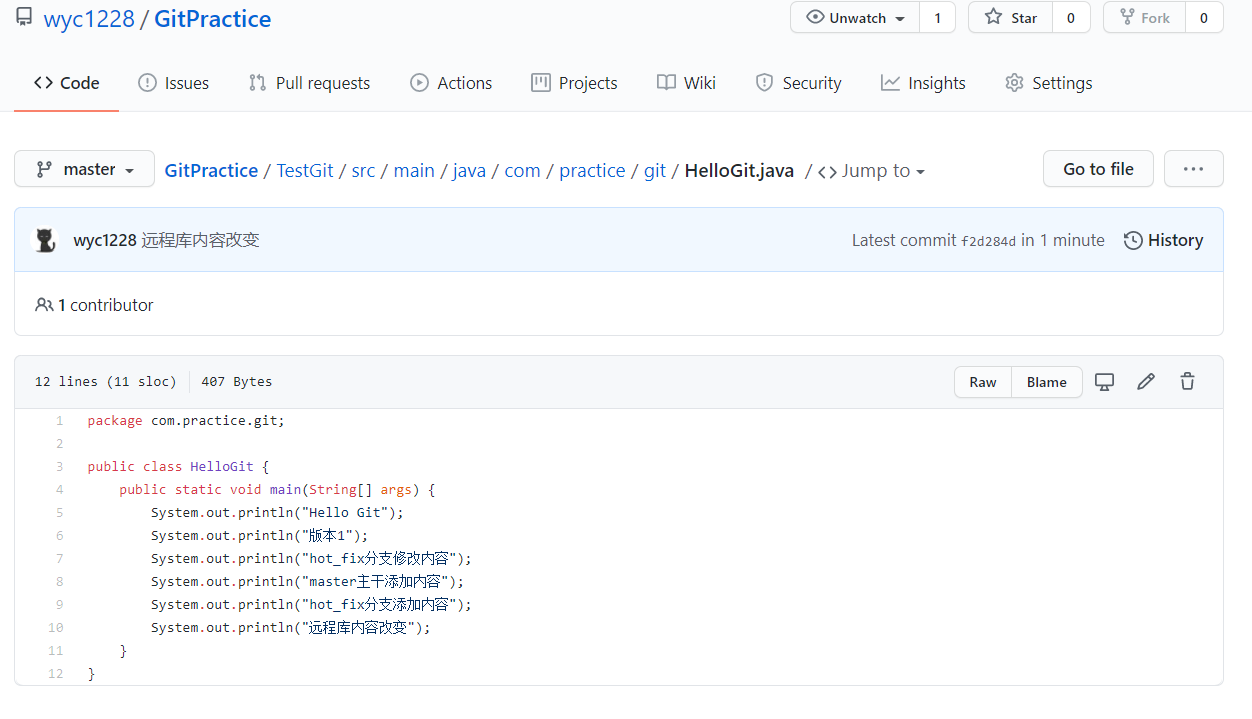 wyc1228 / GitPractice Unwatch 1 Star 0 Fork 0
Code Issues Pull requests Actions Projects Wiki Security Insights Settings
master GitPractice / TestGit / src / main / java / com / practice / git / HelloGit.java / <> Jump to Go to file ...
wyc1228 远程库内容改变 Latest commit f2d284d in 1 minute History
1 contributor
12 lines (11 sloc) 407 Bytes Raw Blame
1 package com.practice.git;
2
3 public class HelloGit {
4 public static void main(String[] args) {
5 System.out.println("Hello Git");
6 System.out.println("版本1");
7 System.out.println("hot_fix分支修改内容");
8 System.out.println("master主干添加内容");
9 System.out.println("hot_fix分支添加内容");
10 System.out.println("远程库内容改变");
11 }
12 }